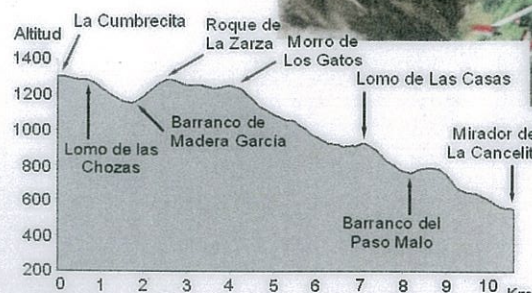 La Cumbrecita
Altitud
Roque de
La Zarza
Morro de
Los Gatos
Lomo de Las Casas
Mirador de
La Cancelit
Barranco de
Madera García
Lomo de las
Chozas
Barranco del
Paso Malo
1400
1200
1000
800
600
400
200
0 1 2 3 4 5 6 7 8 9 10